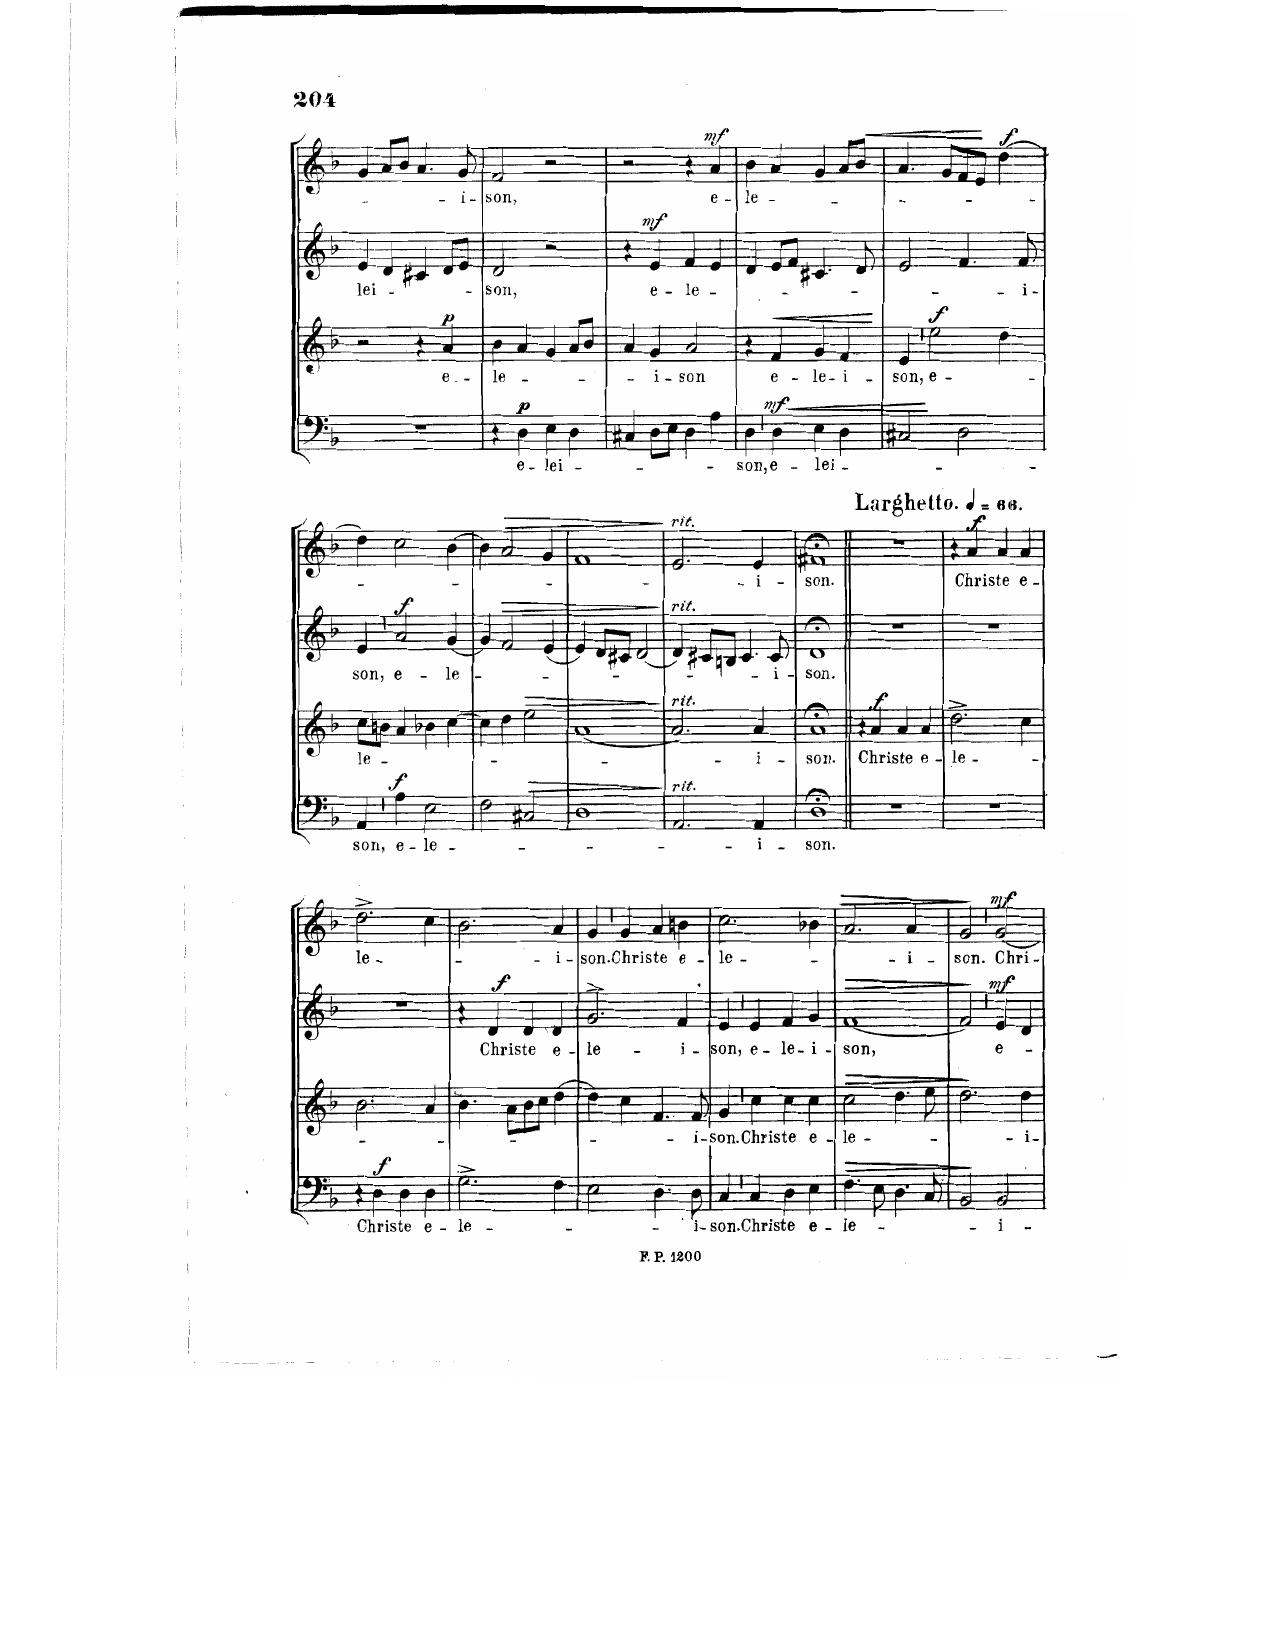 204
mf
- - - i - son, e - le - - - - - -
mf
lei - - son, e - le - - - - - i -
p f
e - - le - - - i - son e - le - i - son, e - -
p mf
e - lei - - - son, e - lei - - -
Larghetto. ♩ = 66.
rit. f
- - - - - i - son. Christe e -
f rit.
son, e - le - - - - - - i - son.
rit. f
le - - - - - i - son. Christe e - le - -
f rit.
son, e - le - - - - - i - son.
mf
le - - - i - son. Christe e - le - - - i - son. Chri -
f mf
Christe e - le - i - son, e - le - i - son, e -
- - - - - - i - son. Christe e - le - - - i -
f
Christe e - le - - - i - son. Christe e - le - - i -
F. P. 1200